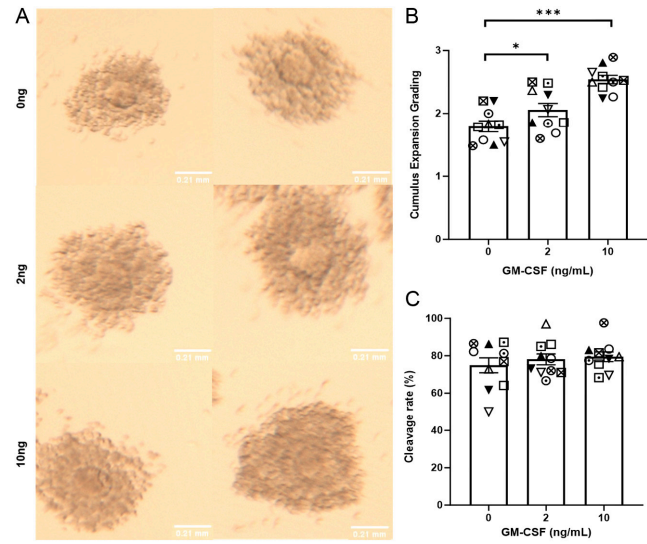 A
0ng
0.21 mm
0.21 mm
2ng
0.21 mm
0.21 mm
10ng
0.21 mm
0.21 mm
B
***
*
Cumulus Expansion Grading
3
2
1
0
0
2
10
GM-CSF (ng/mL)
C
Cleavage rate (%)
100
80
60
40
20
0
0
2
10
GM-CSF (ng/mL)